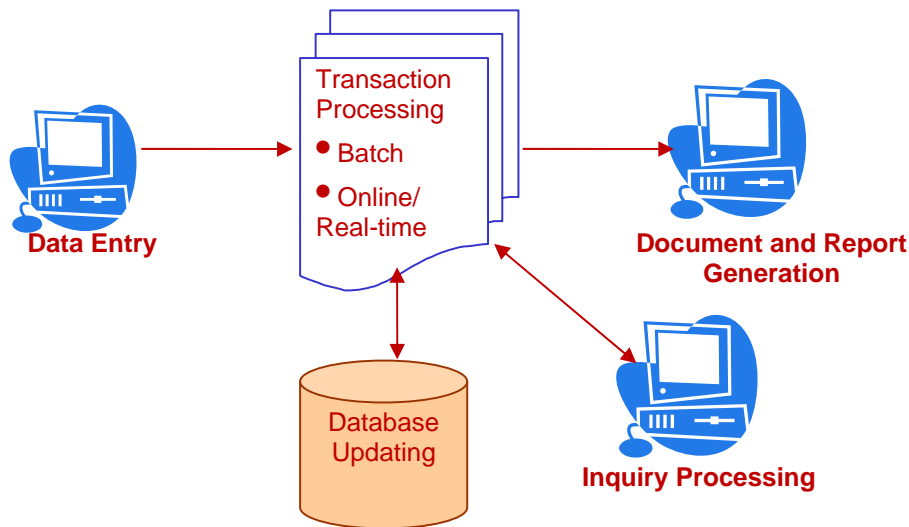 Transaction
Processing
● Batch
● Online/
Real-time
Data Entry
Document and Report
Generation
Database
Updating
Inquiry Processing